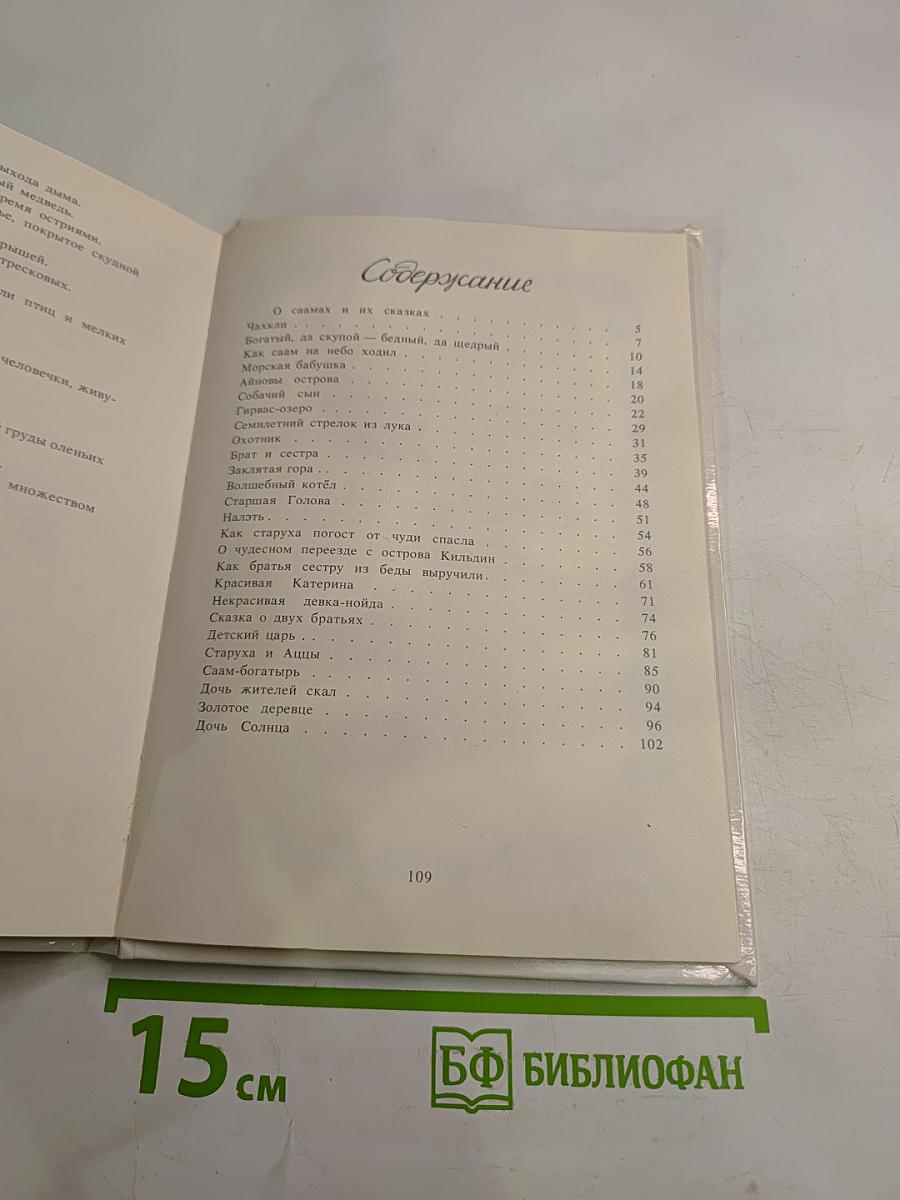 ыхода дыма.
ый медведь.
ремя остриями.
ье, покрытое скудной
рышей.
тресковых.
ли птиц и мелких
человечки, живу-
й груды оленьих
множеством
Содержание
О саамах и их сказках . . . . . . . . . . 5
Чахкли . . . . . . . . . . 7
Богатый, да скупой — бедный, да щедрый . . . . . . 10
Как саам на небо ходил . . . . . . . . . . 14
Морская бабушка . . . . . . . . . . 18
Айновы острова . . . . . . . . . . 20
Собачий сын . . . . . . . . . . 22
Гирвас-озеро . . . . . . . . . . 29
Семилетний стрелок из лука . . . . . . . . . . 31
Охотник . . . . . . . . . . 35
Брат и сестра . . . . . . . . . . 39
Заклятая гора . . . . . . . . . . 44
Волшебный котёл . . . . . . . . . . 48
Старшая Голова . . . . . . . . . . 51
Налэть . . . . . . . . . . 54
Как старуха погост от чуди спасла . . . . . . . 56
О чудесном переезде с острова Кильдин . . . . . . 58
Как братья сестру из беды выручили . . . . . . . 61
Красивая Катерина . . . . . . . . . . 71
Некрасивая девка-нойда . . . . . . . . . . 74
Сказка о двух братьях . . . . . . . . . . 76
Детский царь . . . . . . . . . . 81
Старуха и Аццы . . . . . . . . . . 85
Саам-богатырь . . . . . . . . . . 90
Дочь жителей скал . . . . . . . . . . 94
Золотое деревце . . . . . . . . . . 96
Дочь Солнца . . . . . . . . . . 102
109
15 см
БФ БИБЛИОФАН